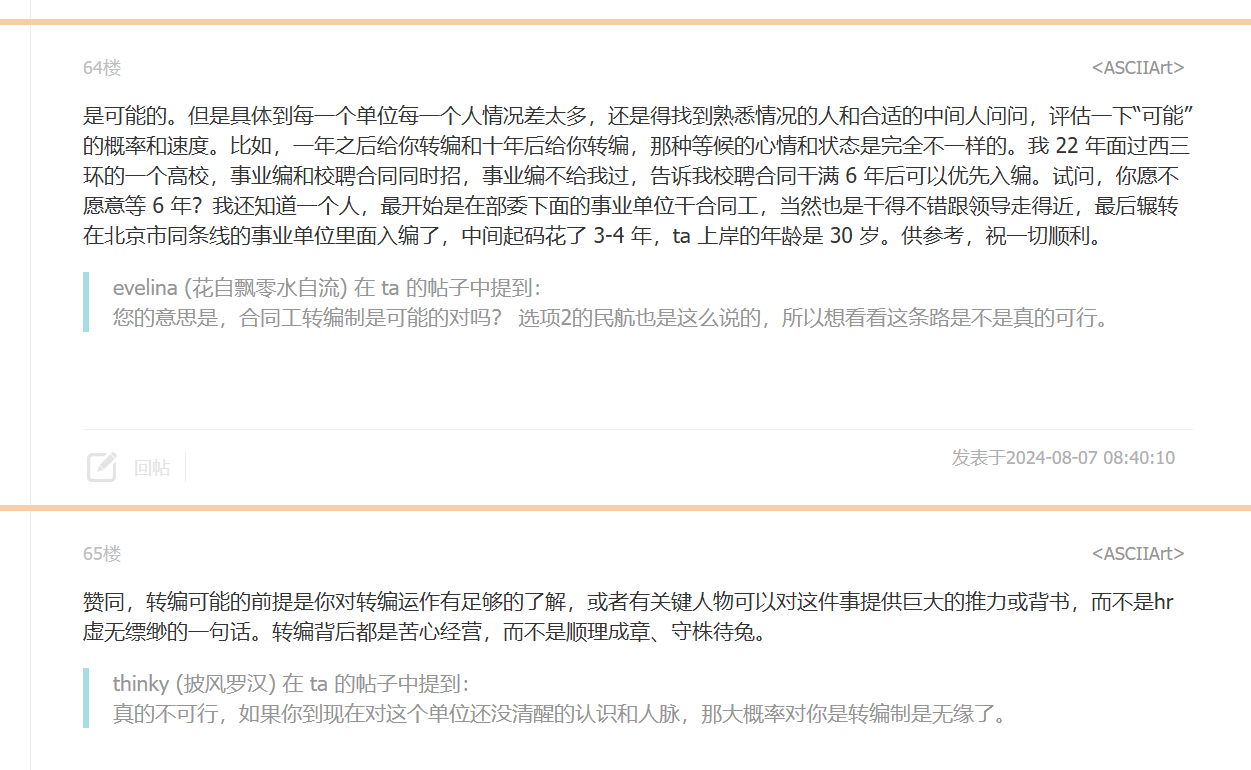 64楼
<ASCIIArt>
是可能的。但是具体到每一个单位每一个人情况差太多，还是得找到熟悉情况的人和合适的中间人问问，评估一下“可能”
的概率和速度。比如，一年之后给你转编和十年后给你转编，那种等候的心情和状态是完全不一样的。我 22 年面过西三
环的一个高校，事业编和校聘合同同时招，事业编不给我过，告诉我校聘合同干满 6 年后可以优先入编。试问，你愿不
愿意等 6 年？我还知道一个人，最开始是在部委下面的事业单位干合同工，当然也是干得不错跟领导走得近，最后辗转
在北京市同条线的事业单位里面入编了，中间起码花了 3-4 年，ta 上岸的年龄是 30 岁。供参考，祝一切顺利。
evelina (花自飘零水自流) 在 ta 的帖子中提到：
您的意思是，合同工转编制是可能的对吗？ 选项2的民航也是这么说的，所以想看看这条路是不是真的可行。
回帖
发表于2024-08-07 08:40:10
65楼
<ASCIIArt>
赞同，转编可能的前提是你对转编运作有足够的了解，或者有关键人物可以对这件事提供巨大的推力或背书，而不是hr
虚无缥缈的一句话。转编背后都是苦心经营，而不是顺理成章、守株待兔。
thinky (披风罗汉) 在 ta 的帖子中提到：
真的不可行，如果你到现在对这个单位还没清醒的认识和人脉，那大概率对你是转编制是无缘了。